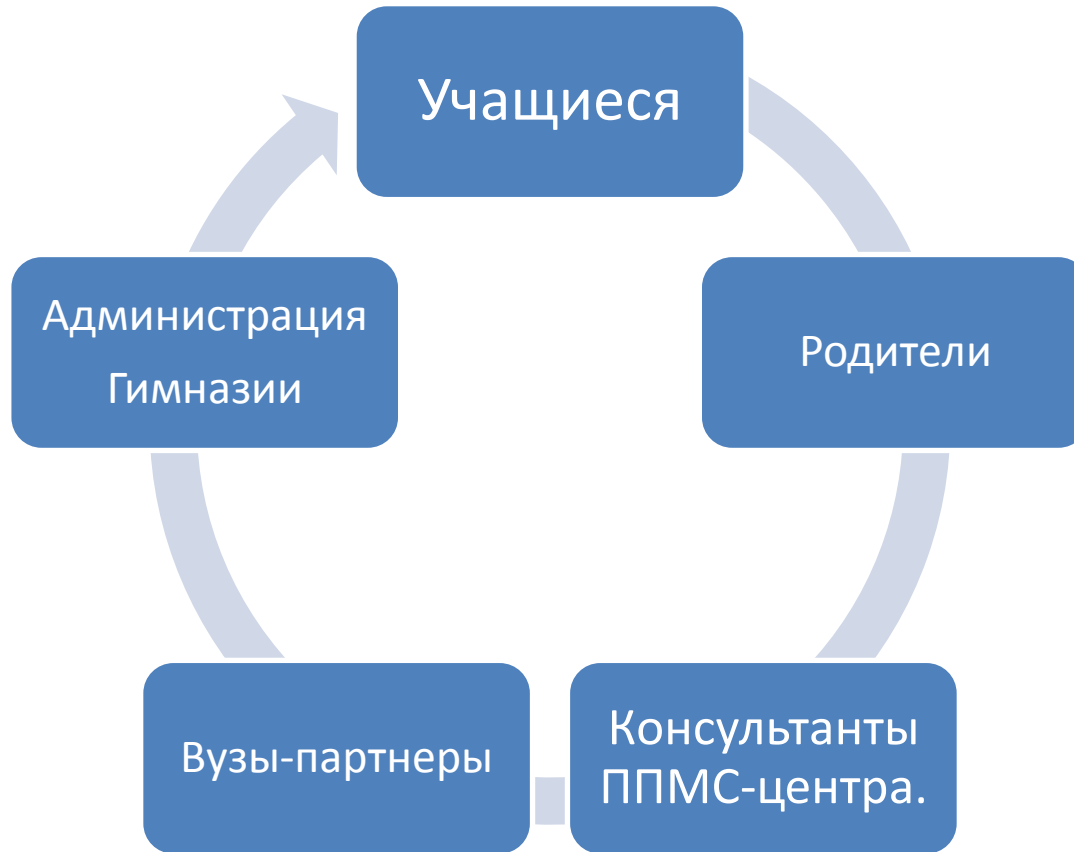 Учащиеся
Администрация
Гимназии
Родители
Вузы-партнеры
Консультанты
ППМС-центра.